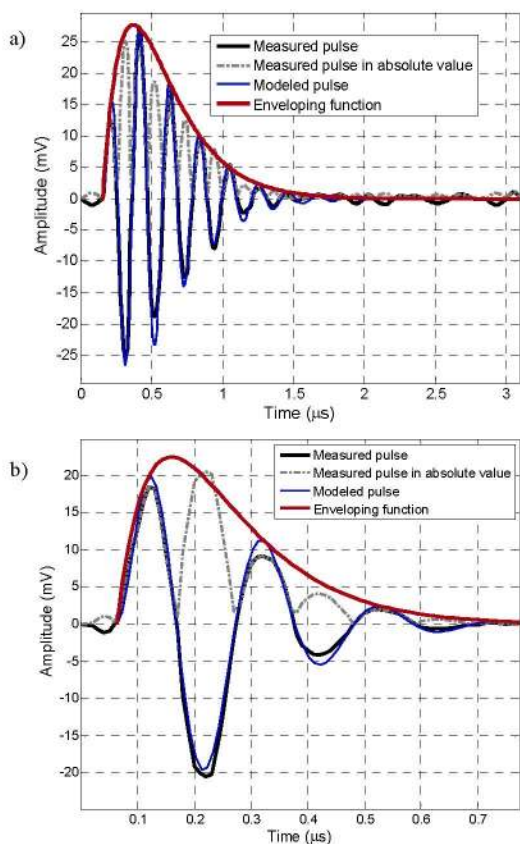 a)
Measured pulse
Measured pulse in absolute value
Modeled pulse
Enveloping function
Amplitude (mV)
25
20
15
10
5
0
-5
-10
-15
-20
-25
0 0.5 1 1.5 2 2.5 3
Time (µs)
b)
Measured pulse
Measured pulse in absolute value
Modeled pulse
Enveloping function
Amplitude (mV)
20
15
10
5
0
-5
-10
-15
-20
0.1 0.2 0.3 0.4 0.5 0.6 0.7
Time (µs)